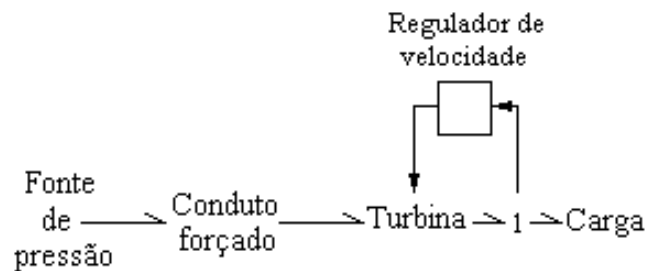 Regulador de
velocidade
Fonte
de
pressão
Conduto
forçado
Turbina
1
Carga